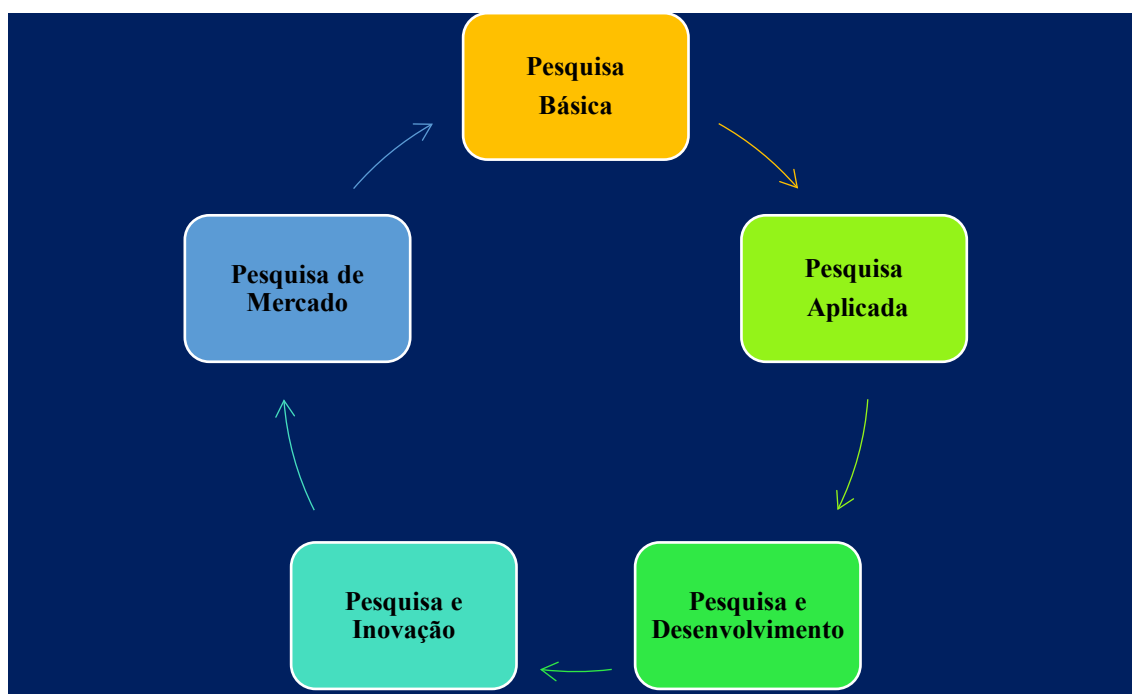 Pesquisa
Básica
Pesquisa
Aplicada
Pesquisa e
Desenvolvimento
Pesquisa e
Inovação
Pesquisa de
Mercado